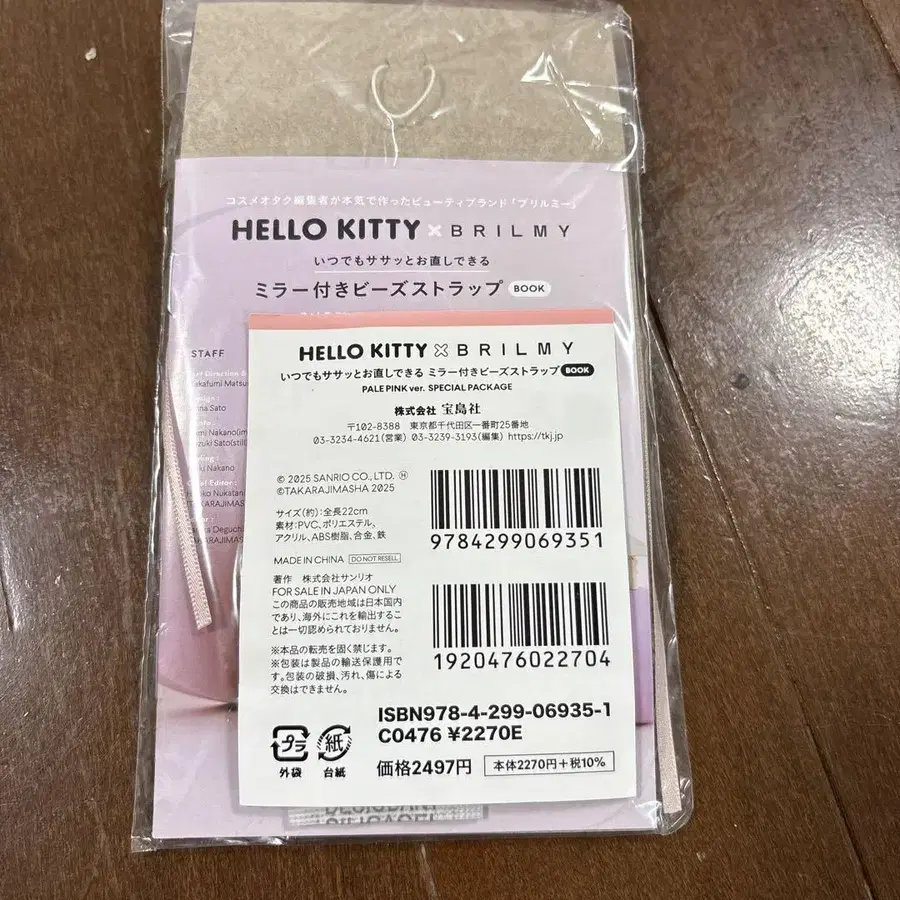 コスメオタク編集者が本気で作ったビューティブランド「ブリルミー」
HELLO KITTY × BRILMY
いつでもササッとお直しできる
ミラー付きビーズストラップ BOOK
STAFF
Sato
Nakano
Sato(still
Nakano
Editor:
Nukatan
TAKARAJIMAS
Deguch
HELLO KITTY × BRILMY
いつでもササッとお直しできる ミラー付きビーズストラップ BOOK
PALE PINK ver. SPECIAL PACKAGE
株式会社 宝島社
〒102-8388 東京都千代田区一番町25番地
03-3234-4621(営業) 03-3239-3193(編集) https://tkj.jp
© 2025 SANRIO CO., LTD. Ⓗ
©TAKARAJIMASHA 2025
サイズ(約):全長22cm
素材:PVC、ポリエステル、
アクリル、ABS樹脂、合金、鉄
MADE IN CHINA DO NOT RESELL
著作 株式会社サンリオ
FOR SALE IN JAPAN ONLY
この商品の販売地域は日本国内
であり、海外にこれを輸出するこ
とは一切認められておりません。
※本品の転売を固く禁じます。
※包装は製品の輸送保護用で
す。包装の破損、汚れ、傷による
交換はできません。
9784299069351
1920476022704
ISBN978-4-299-06935-1
C0476 ¥2270E
価格2497円 本体2270円+税10%
プラ 紙
外袋 台紙